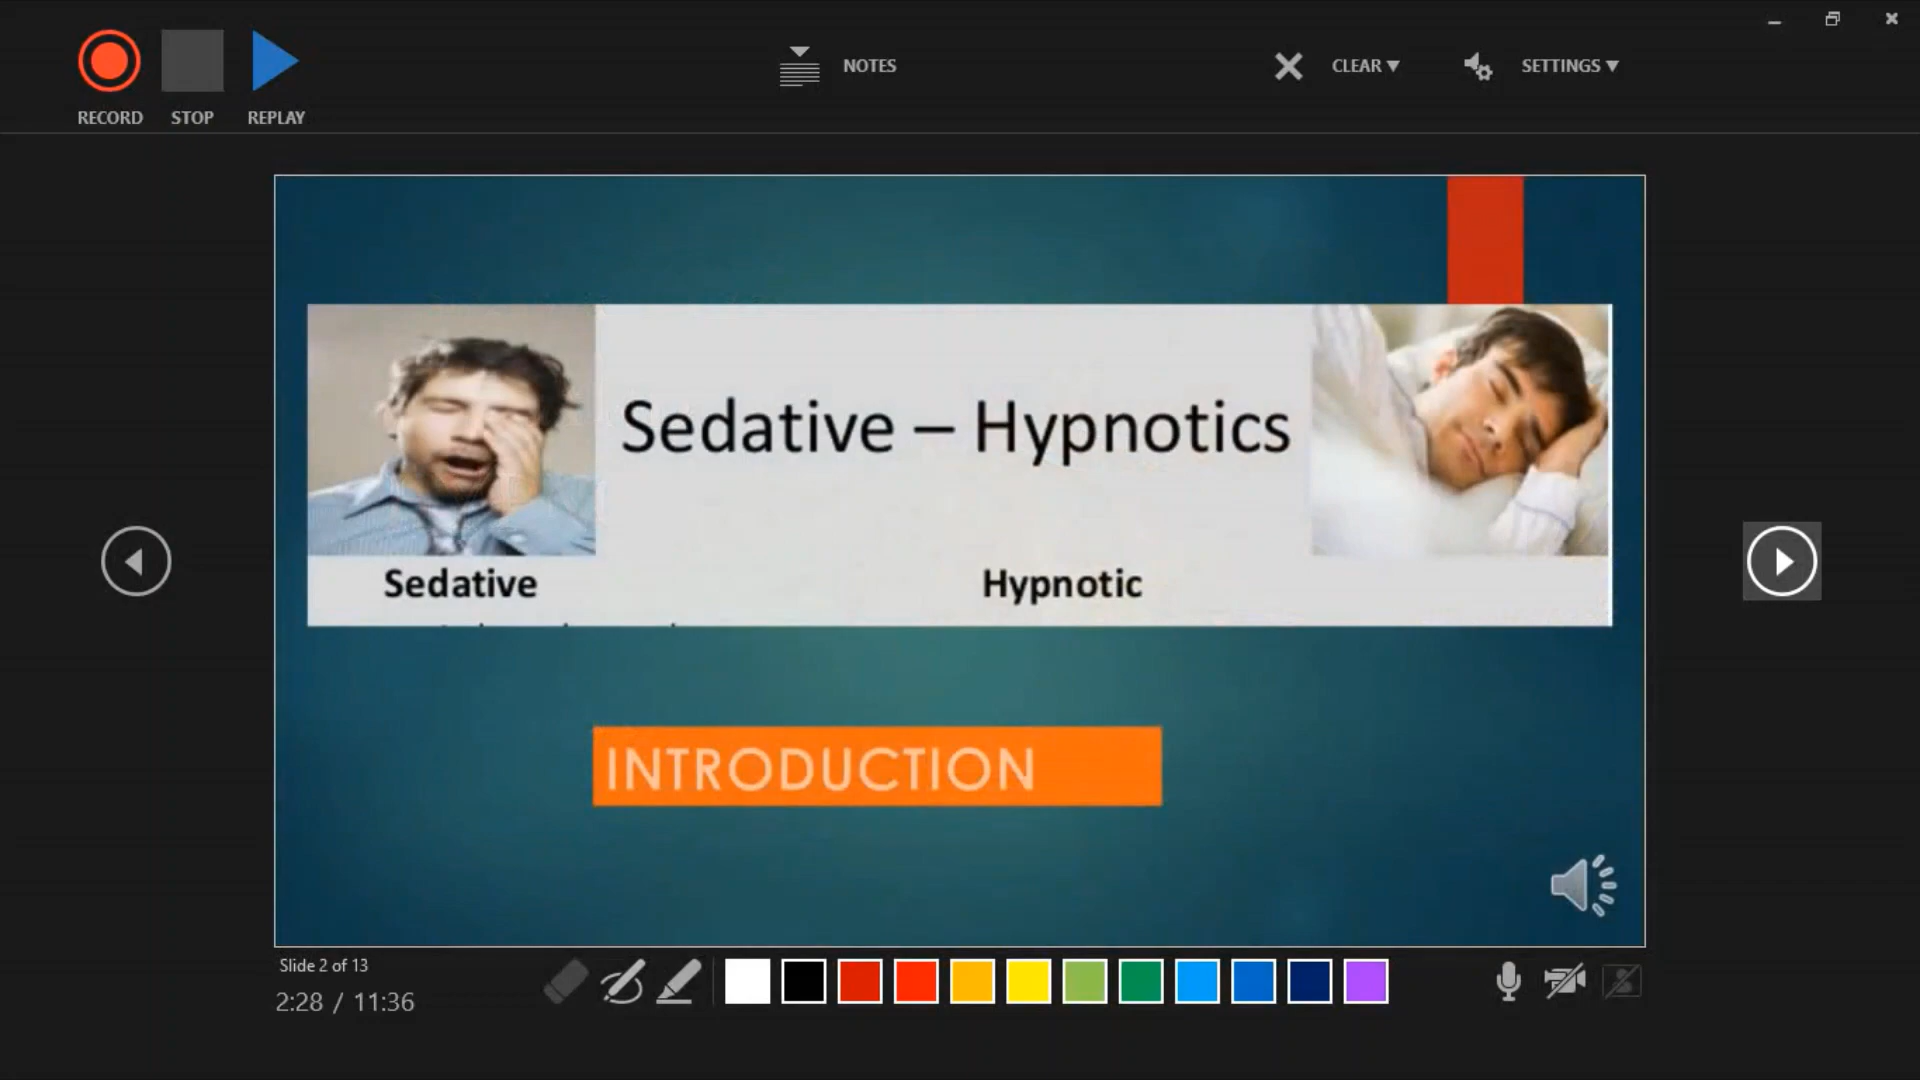 RECORD
STOP
REPLAY
NOTES
CLEAR
SETTINGS
Sedative – Hypnotics
Sedative
Hypnotic
INTRODUCTION
Slide 2 of 13
2:28 / 11:36